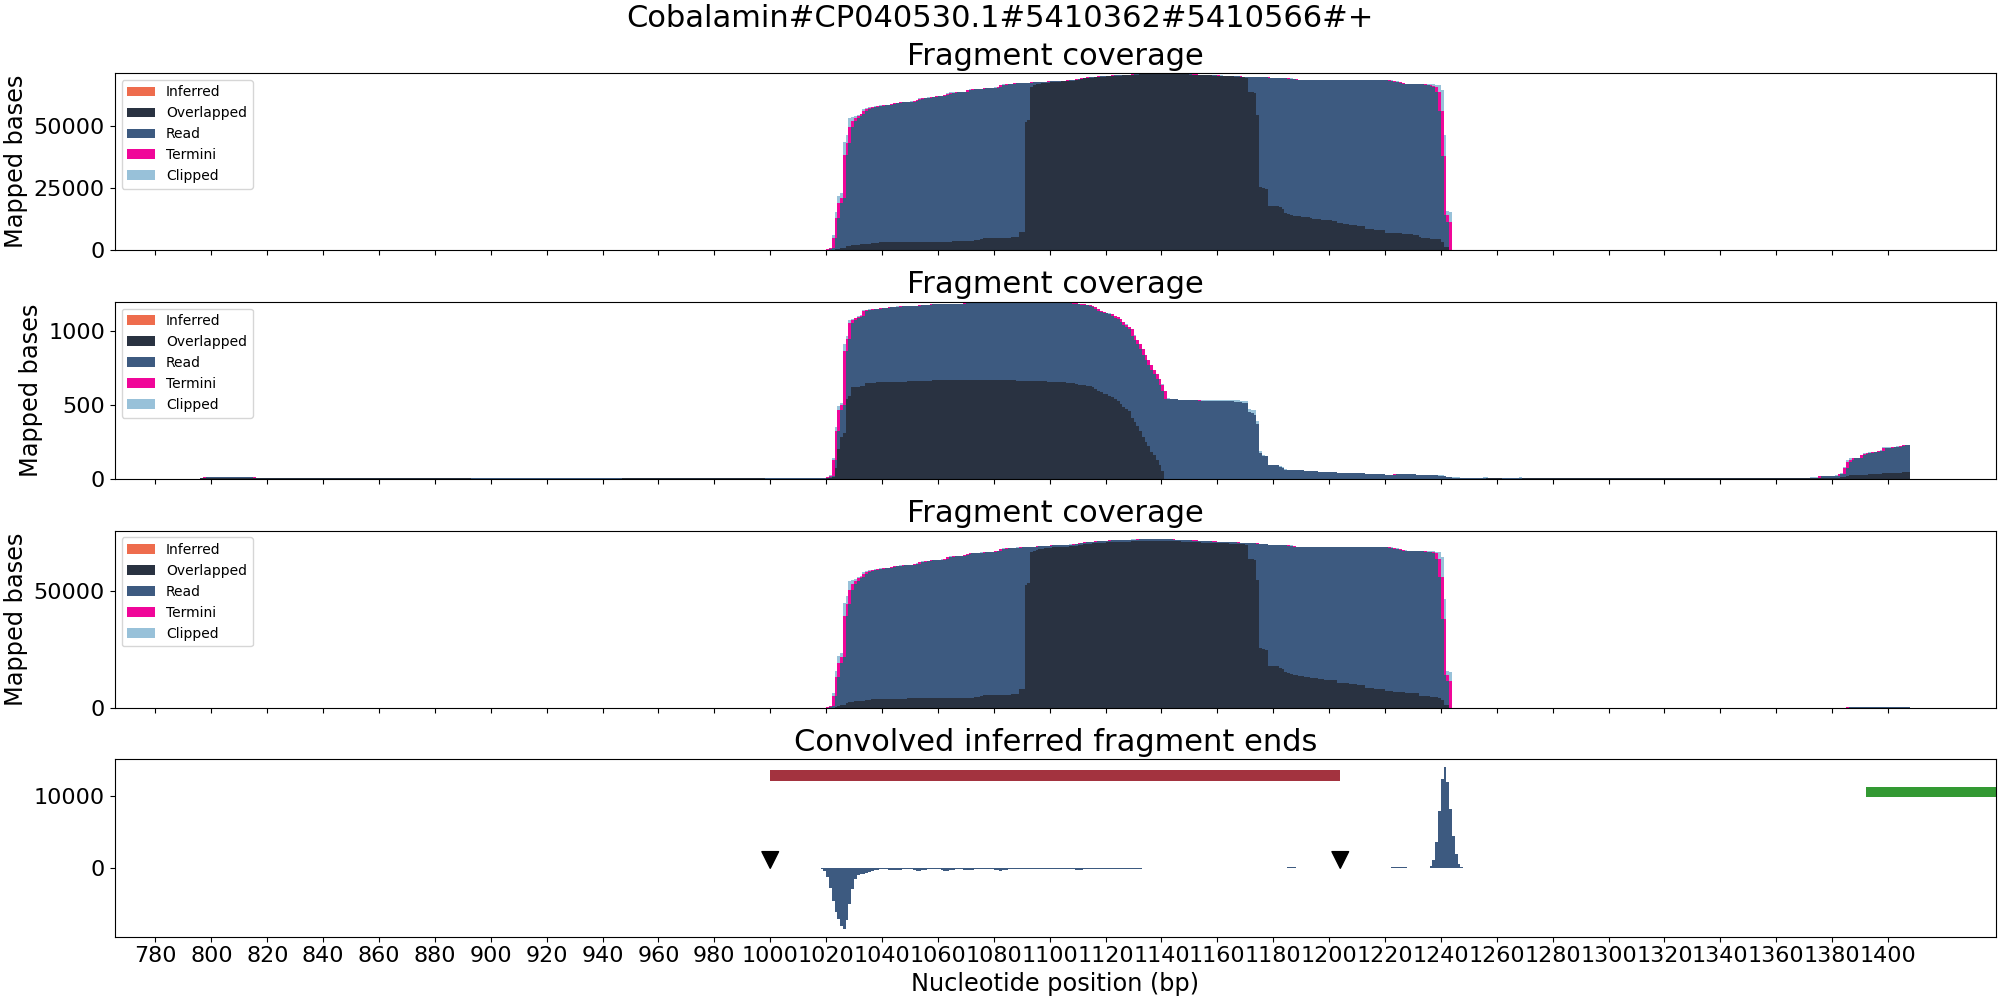 Cobalamin#CP040530.1#5410362#5410566#+
Fragment coverage
Mapped bases
50000
25000
0
Inferred
Overlapped
Read
Termini
Clipped
Fragment coverage
Mapped bases
1000
500
0
Inferred
Overlapped
Read
Termini
Clipped
Fragment coverage
Mapped bases
50000
0
Inferred
Overlapped
Read
Termini
Clipped
Convolved inferred fragment ends
10000
0
780 800 820 840 860 880 900 920 940 960 980 1000 1020 1040 1060 1080 1100 1120 1140 1160 1180 1200 1220 1240 1260 1280 1300 1320 1340 1360 1380 1400
Nucleotide position (bp)